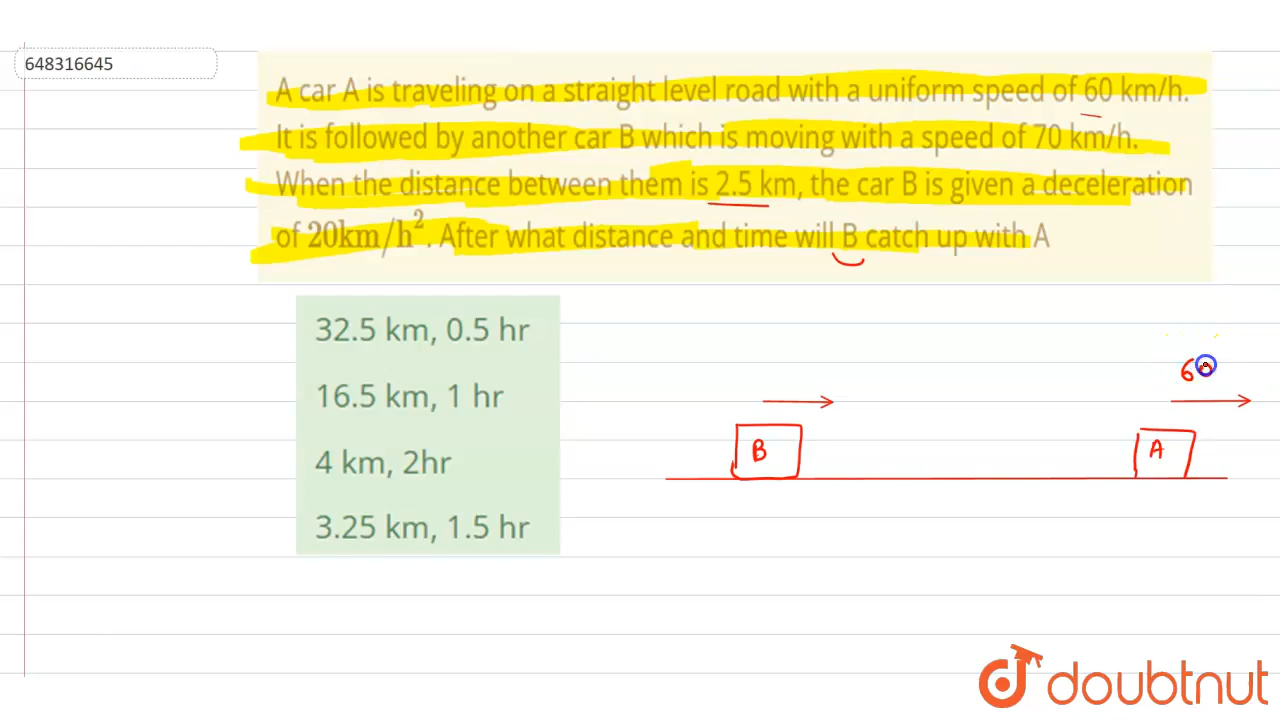 648316645
A car A is traveling on a straight level road with a uniform speed of 60 km/h.
It is followed by another car B which is moving with a speed of 70 km/h.
When the distance between them is 2.5 km, the car B is given a deceleration
of 20km/h². After what distance and time will B catch up with A
32.5 km, 0.5 hr
16.5 km, 1 hr
4 km, 2hr
3.25 km, 1.5 hr
60
B
A
doubtnut